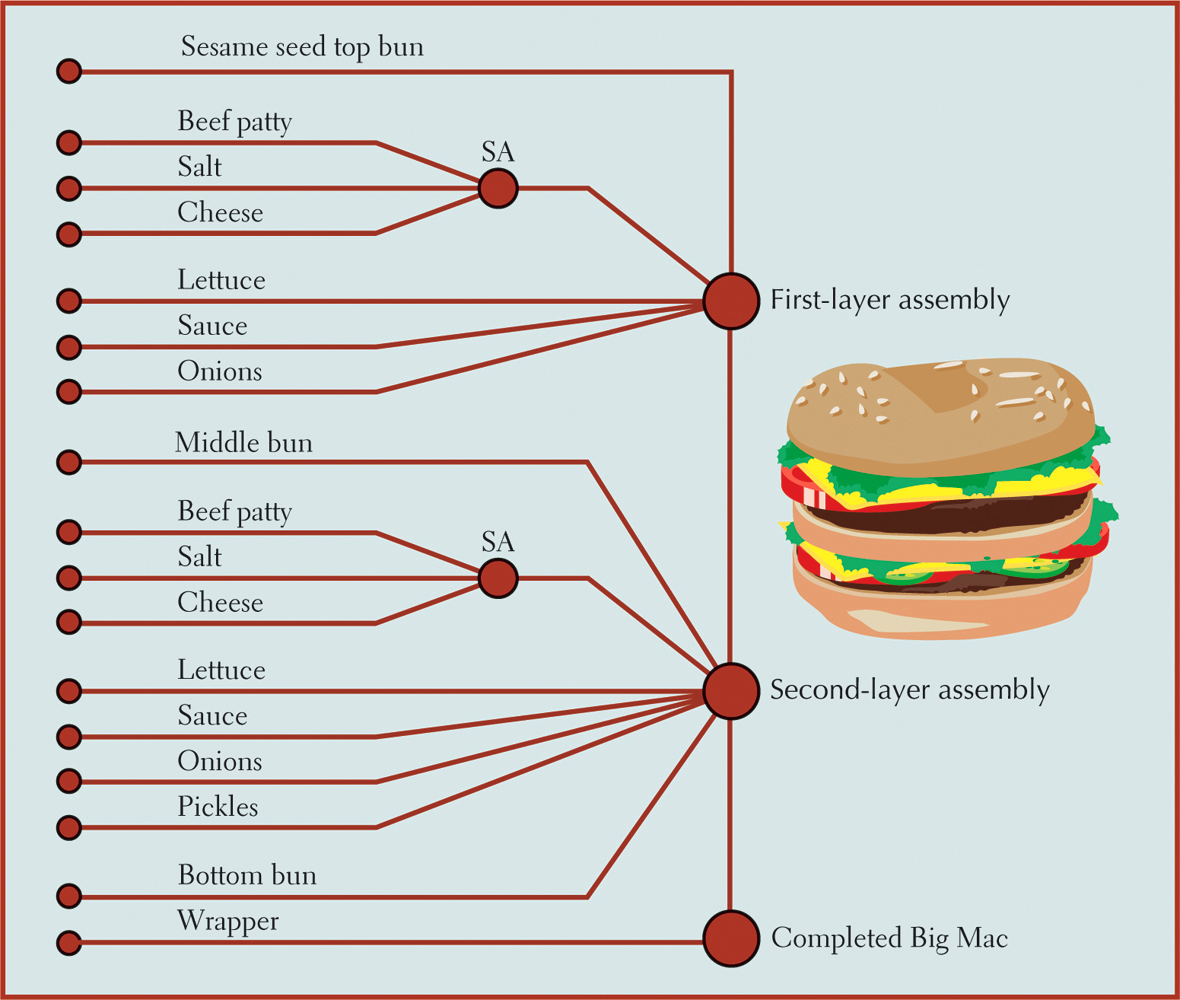 Sesame seed top bun
Beef patty
SA
Salt
Cheese
Lettuce
First-layer assembly
Sauce
Onions
Middle bun
Beef patty
SA
Salt
Cheese
Lettuce
Second-layer assembly
Sauce
Onions
Pickles
Bottom bun
Wrapper
Completed Big Mac